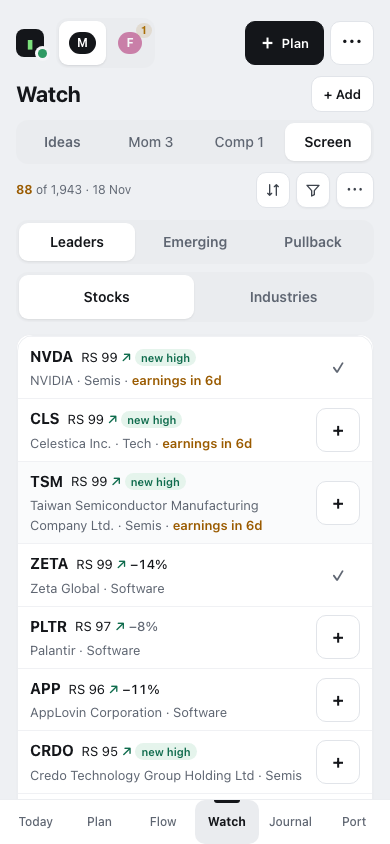 M
F
1
+ Plan
...
Watch
+ Add
Ideas
Mom 3
Comp 1
Screen
88 of 1,943 · 18 Nov
...
Leaders
Emerging
Pullback
Stocks
Industries
NVDA RS 99 ↗ new high
NVIDIA · Semis · earnings in 6d
CLS RS 99 ↗ new high
Celestica Inc. · Tech · earnings in 6d
+
TSM RS 99 ↗ new high
Taiwan Semiconductor Manufacturing
Company Ltd. · Semis · earnings in 6d
+
ZETA RS 99 ↗ −14%
Zeta Global · Software
PLTR RS 97 ↗ −8%
Palantir · Software
+
APP RS 96 ↗ −11%
AppLovin Corporation · Software
+
CRDO RS 95 ↗ new high
Credo Technology Group Holding Ltd · Semis
+
Today
Plan
Flow
Watch
Journal
Port